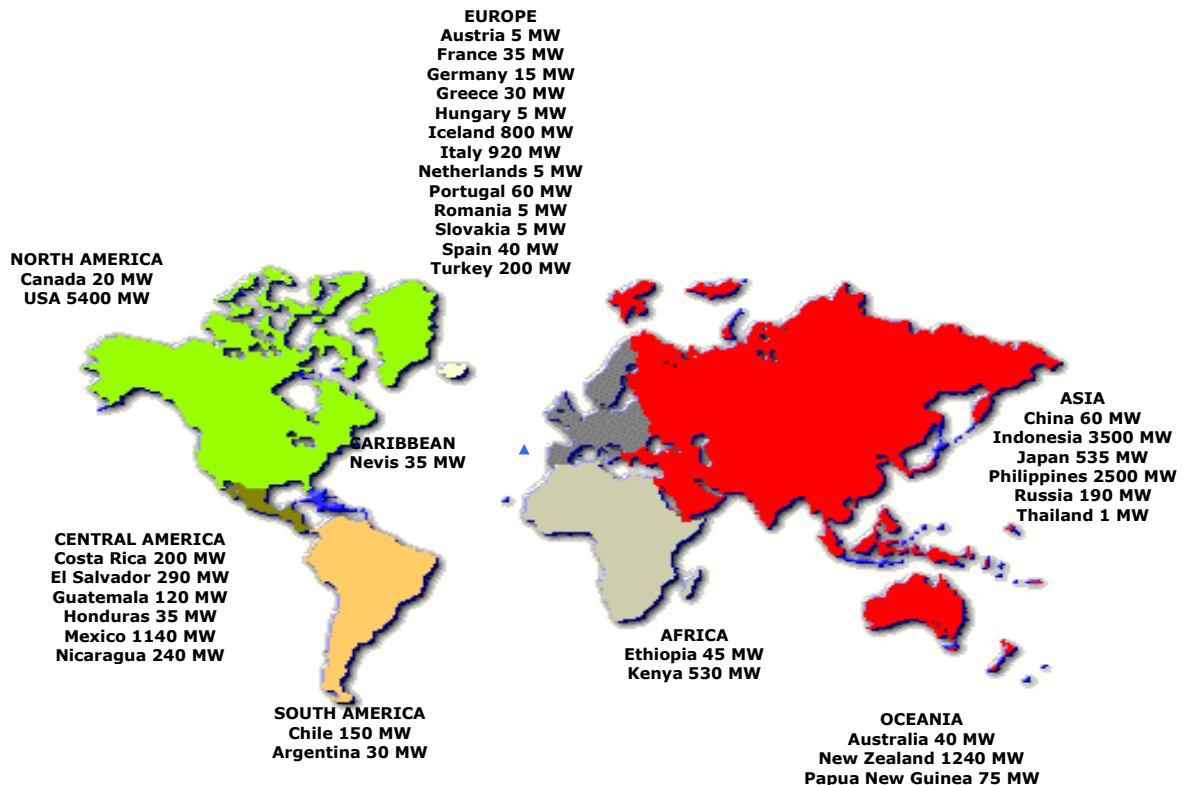 EUROPE
Austria 5 MW
France 35 MW
Germany 15 MW
Greece 30 MW
Hungary 5 MW
Iceland 800 MW
Italy 920 MW
Netherlands 5 MW
Portugal 60 MW
Romania 5 MW
Slovakia 5 MW
Spain 40 MW
Turkey 200 MW
NORTH AMERICA
Canada 20 MW
USA 5400 MW
CARIBBEAN
Nevis 35 MW
ASIA
China 60 MW
Indonesia 3500 MW
Japan 535 MW
Philippines 2500 MW
Russia 190 MW
Thailand 1 MW
CENTRAL AMERICA
Costa Rica 200 MW
El Salvador 290 MW
Guatemala 120 MW
Honduras 35 MW
Mexico 1140 MW
Nicaragua 240 MW
AFRICA
Ethiopia 45 MW
Kenya 530 MW
SOUTH AMERICA
Chile 150 MW
Argentina 30 MW
OCEANIA
Australia 40 MW
New Zealand 1240 MW
Papua New Guinea 75 MW